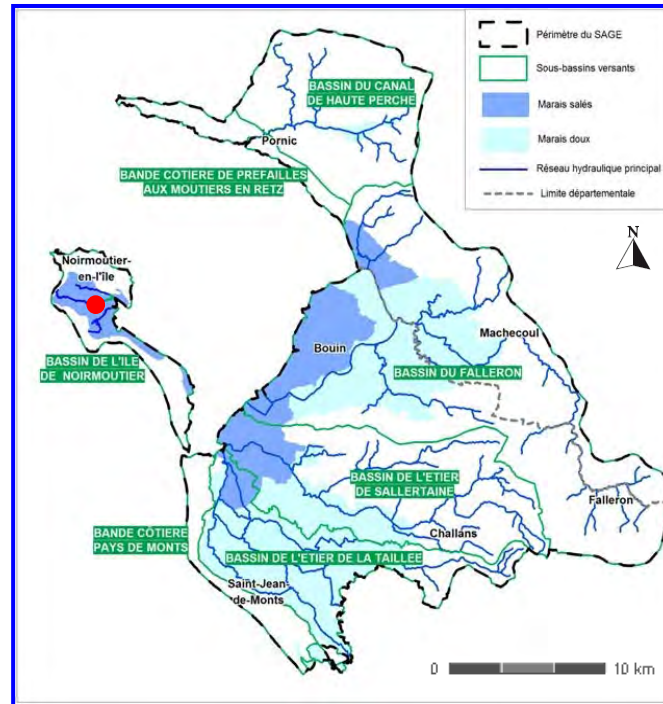 Périmètre du SAGE
Sous-bassins versants
Marais salés
Marais doux
Réseau hydraulique principal
Limite départementale
N
BASSIN DU CANAL
DE HAUTE PERCHE
Pornic
BANDE COTIERE DE PREFAILLES
AUX MOUTIERS EN RETZ
Noirmoutier-
en-l'île
BASSIN DE L'ILE
DE NOIRMOUTIER
Bouin
Machecoul
BASSIN DU FALLERON
BASSIN DE L'ETIER
DE SALLERTAINE
Falleron
Challans
BANDE CÔTIERE
PAYS DE MONTS
BASSIN DE L'ETIER DE LA TAILLEE
Saint-Jean-
de-Monts
0 10 km